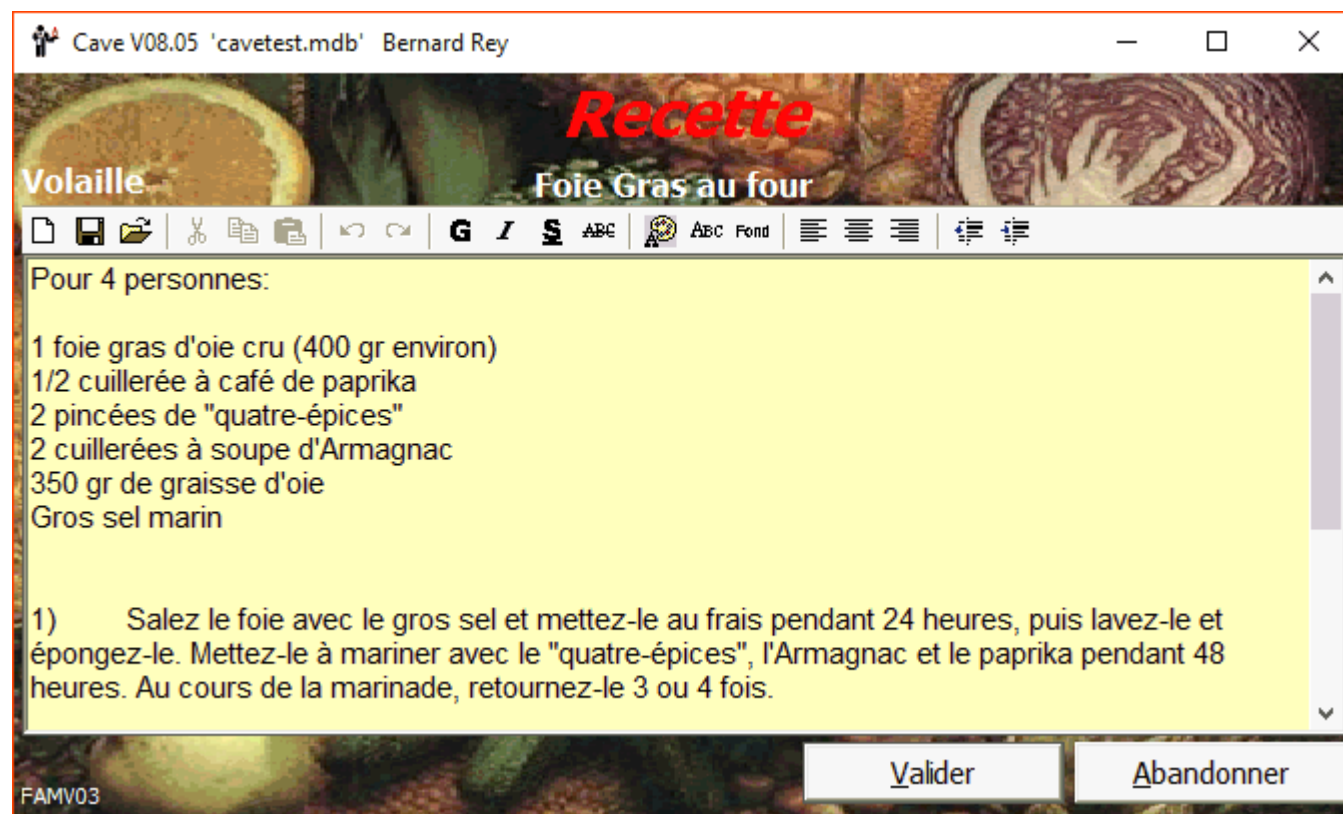 Cave V08.05 'cavetest.mdb' Bernard Rey
Recette
Volaille
Foie Gras au four
G I S ABC ABC Fond
Pour 4 personnes:
1 foie gras d'oie cru (400 gr environ)
1/2 cuillerée à café de paprika
2 pincées de "quatre-épices"
2 cuillerées à soupe d'Armagnac
350 gr de graisse d'oie
Gros sel marin
1) Salez le foie avec le gros sel et mettez-le au frais pendant 24 heures, puis lavez-le et
épongez-le. Mettez-le à mariner avec le "quatre-épices", l'Armagnac et le paprika pendant 48
heures. Au cours de la marinade, retournez-le 3 ou 4 fois.
Valider
Abandonner
FAMV03